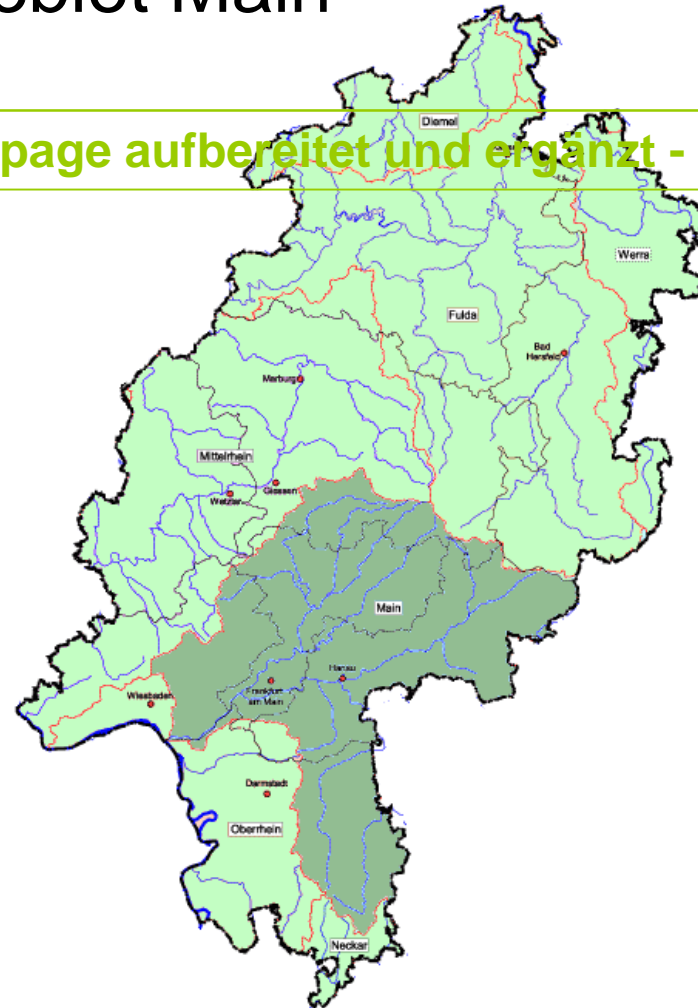 Main
Diemel
page aufbereitet und ergänzt -
Werra
Fulda
Bad
Hersfeld
Marburg
Mittelrhein
Giessen
Wetzlar
Main
Hanau
Frankfurt
am Main
Wiesbaden
Darmstadt
Oberrhein
Neckar